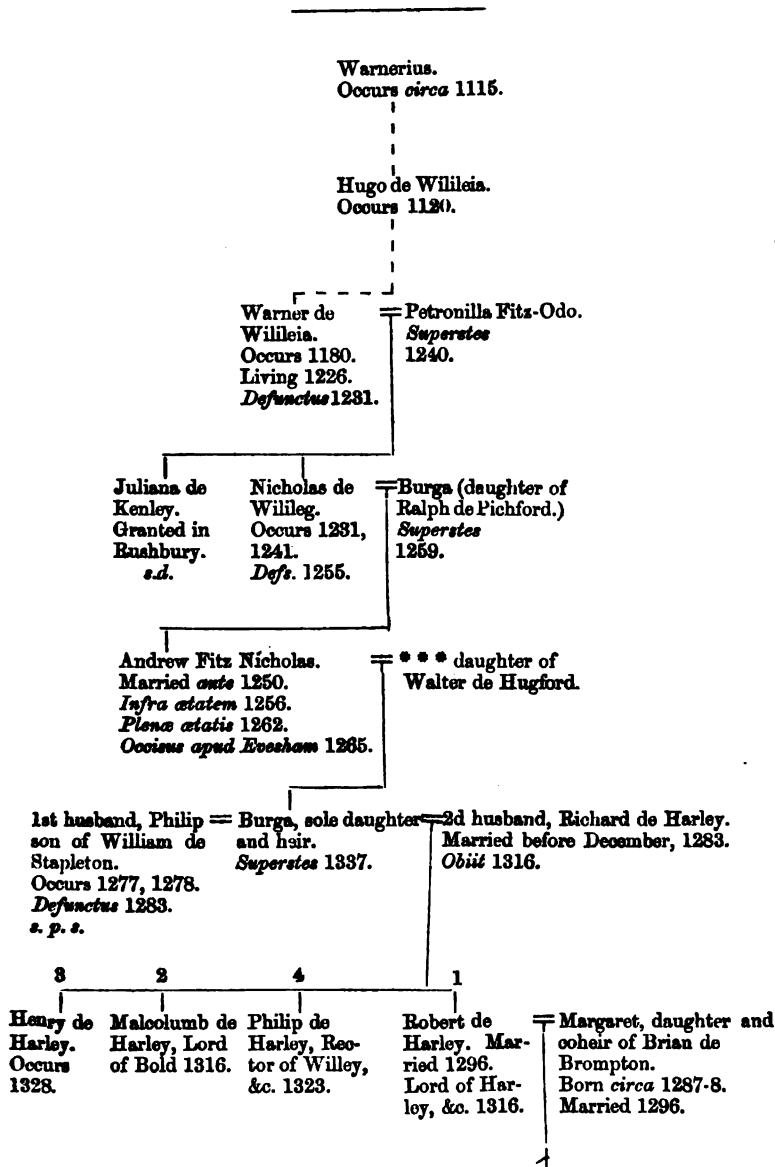 Warnerius.
Occurs circa 1115.
Hugo de Wilileia.
Occurs 1120.
Warner de
Wilileia.
Occurs 1180.
Living 1226.
Defunctus 1231.
= Petronilla Fitz-Odo.
Superstes
1240.
Juliana de
Kenley.
Granted in
Rushbury.
s.d.
Nicholas de
Wilileg.
Occurs 1231,
1241.
Defs. 1255.
= Burga (daughter of
Ralph de Pichford.)
Superstes
1259.
Andrew Fitz Nicholas.
Married ante 1250.
Infra ætatem 1256.
Plenæ ætatis 1262.
Occisus apud Evesham 1265.
= * * * daughter of
Walter de Hugford.
1st husband, Philip
son of William de
Stapleton.
Occurs 1277, 1278.
Defunctus 1283.
s. p. s.
= Burga, sole daughter
and heir.
Superstes 1337.
= 2d husband, Richard de Harley.
Married before December, 1283.
Obiit 1316.
3 2 4 1
Henry de
Harley.
Occurs
1328.
Malcolumb de
Harley, Lord
of Bold 1316.
Philip de
Harley, Rec-
tor of Willey,
&c. 1323.
Robert de
Harley. Mar-
ried 1296.
Lord of Har-
ley, &c. 1316.
= Margaret, daughter and
coheir of Brian de
Brompton.
Born circa 1287-8.
Married 1296.